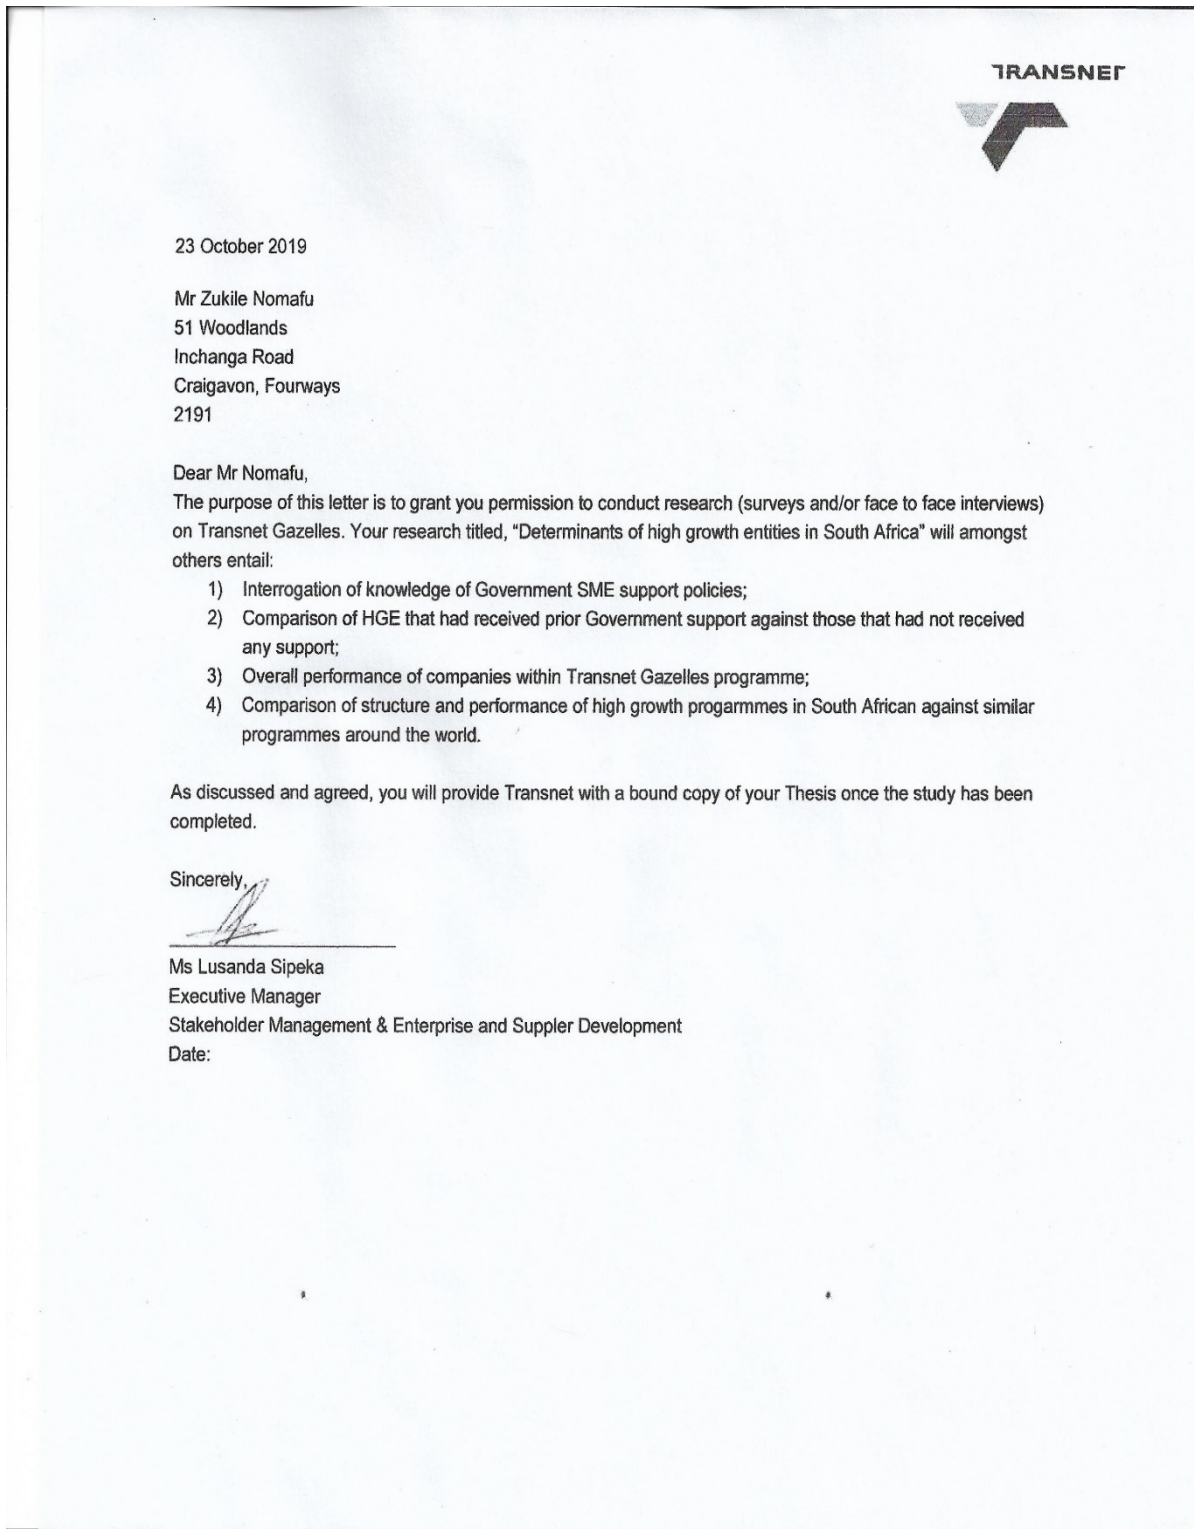 TRANSNET
23 October 2019
Mr Zukile Nomafu
51 Woodlands
Inchanga Road
Craigavon, Fourways
2191
Dear Mr Nomafu,
The purpose of this letter is to grant you permission to conduct research (surveys and/or face to face interviews)
on Transnet Gazelles. Your research titled, “Determinants of high growth entities in South Africa” will amongst
others entail:
1) Interrogation of knowledge of Government SME support policies;
2) Comparison of HGE that had received prior Government support against those that had not received
any support;
3) Overall performance of companies within Transnet Gazelles programme;
4) Comparison of structure and performance of high growth progarmmes in South African against similar
programmes around the world.
As discussed and agreed, you will provide Transnet with a bound copy of your Thesis once the study has been
completed.
Sincerely,
Ms Lusanda Sipeka
Executive Manager
Stakeholder Management & Enterprise and Suppler Development
Date: